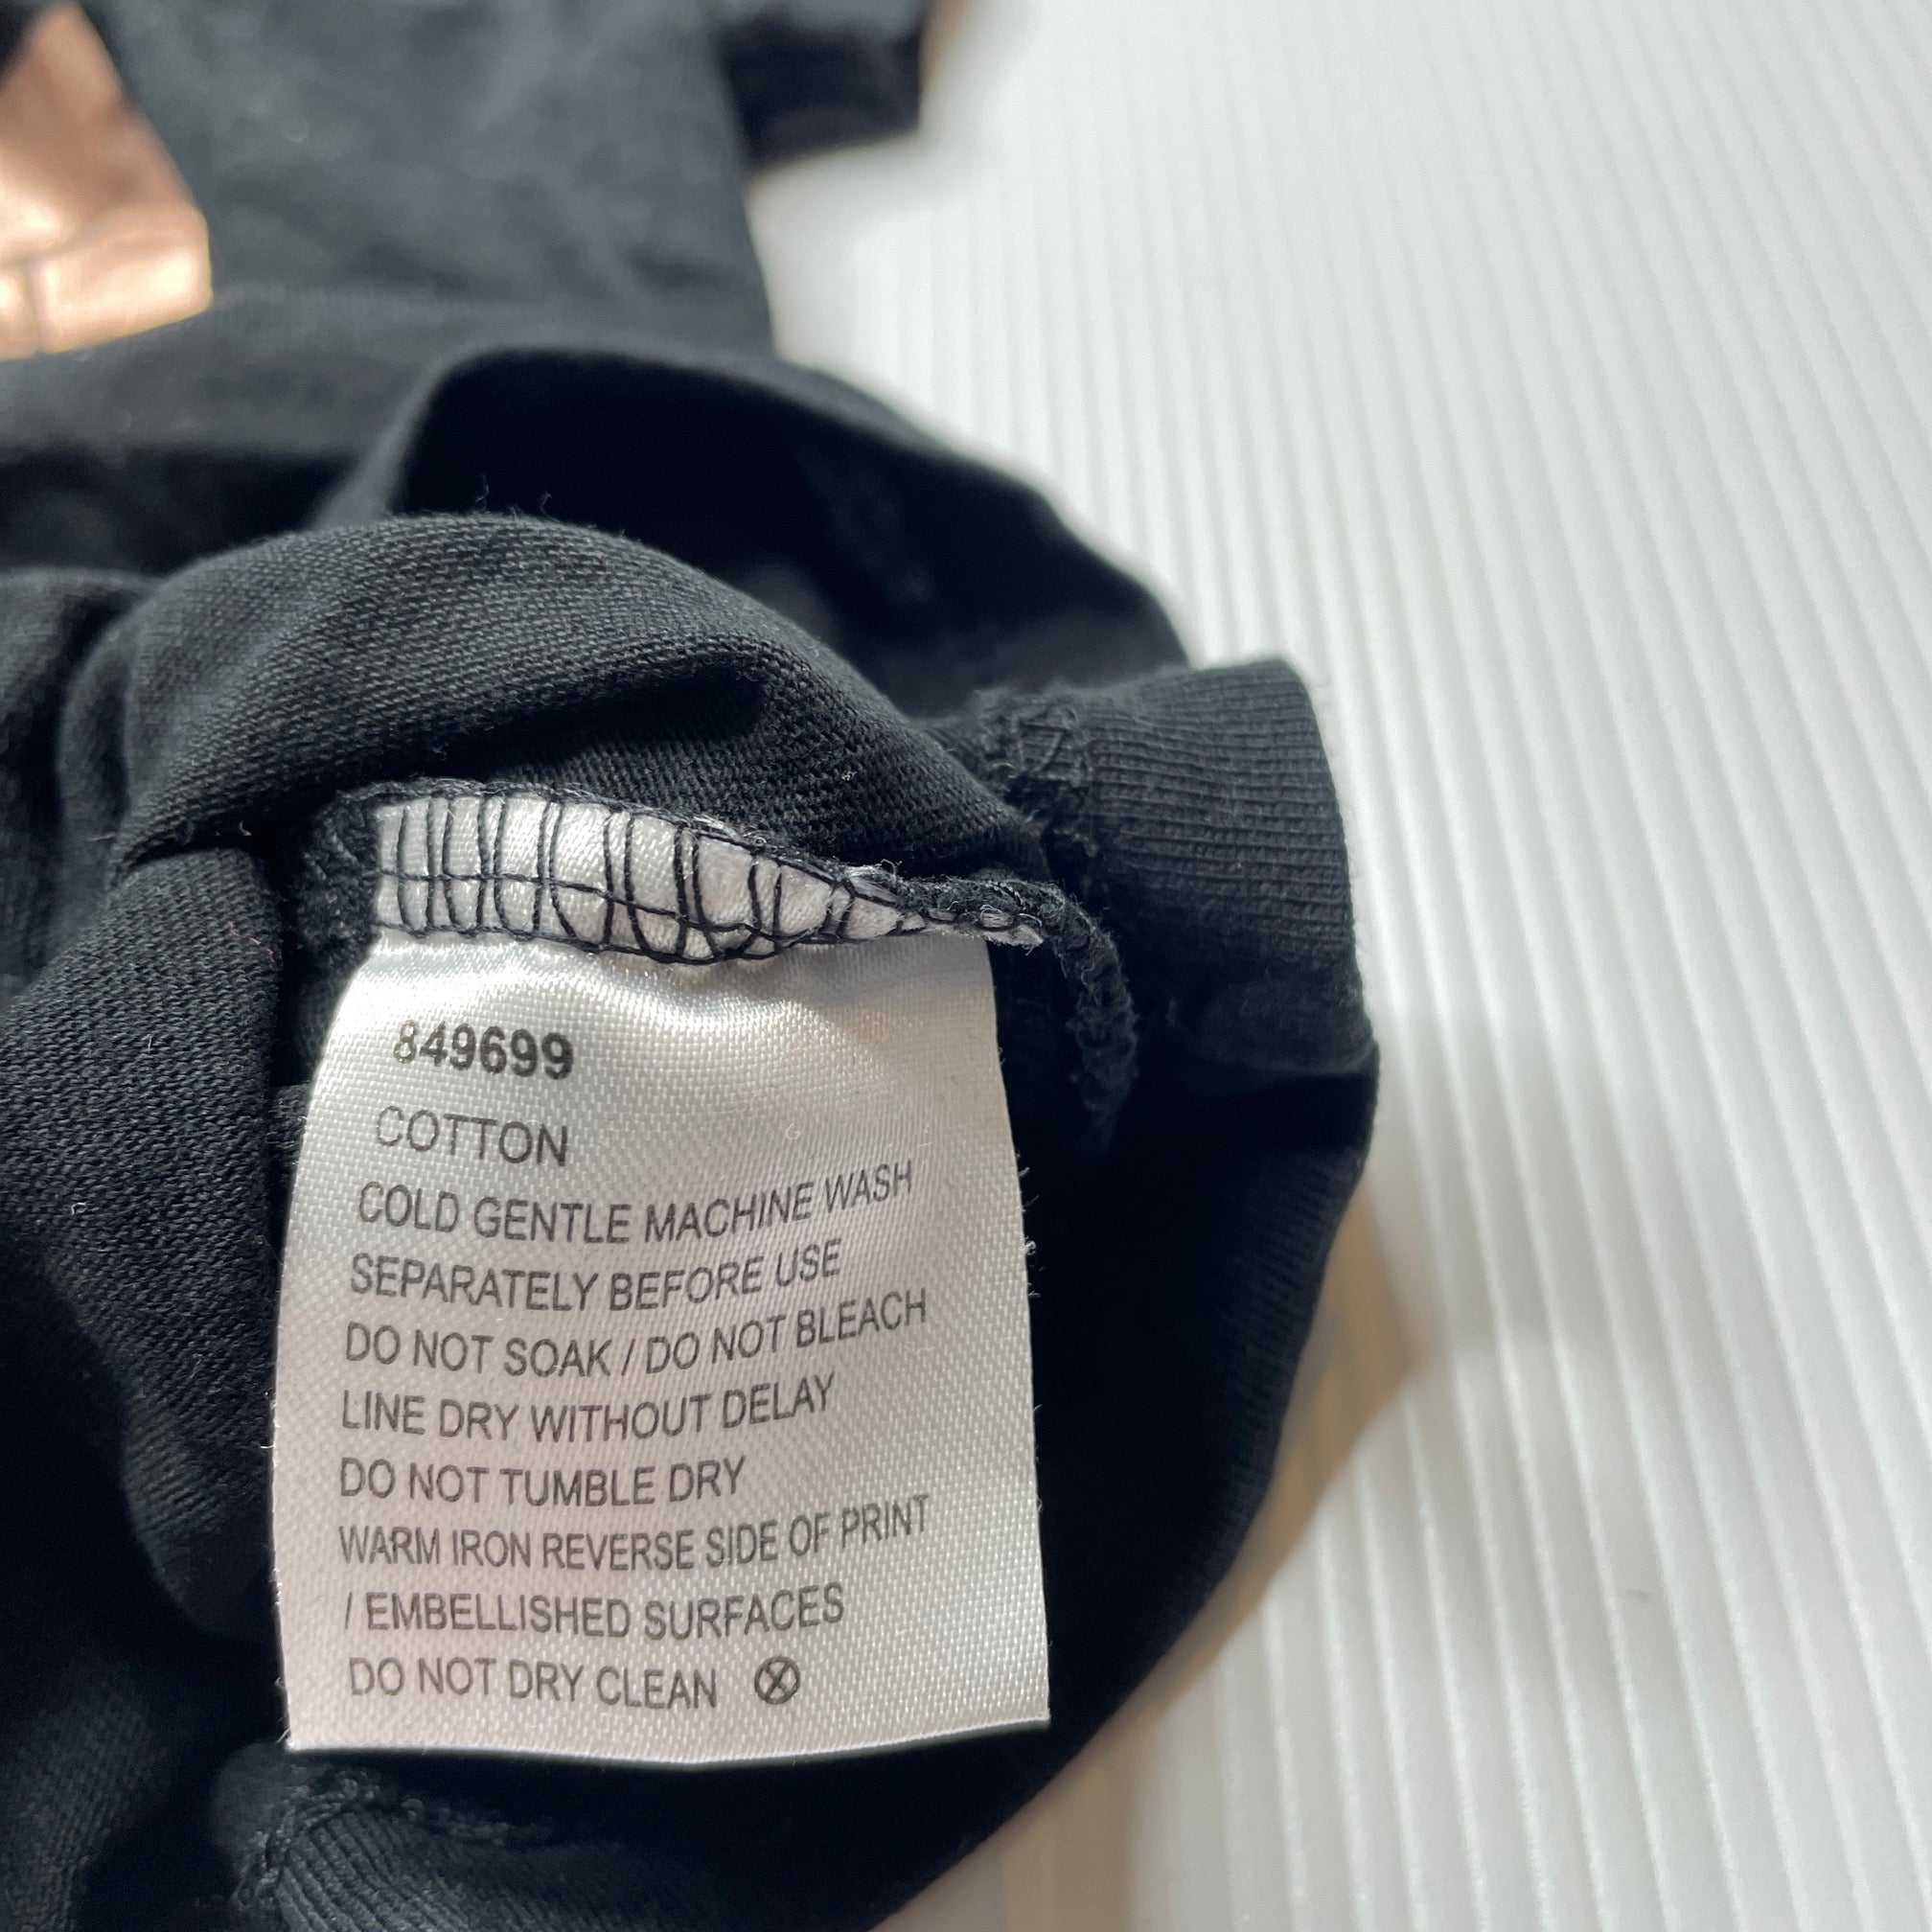 849699
COTTON
COLD GENTLE MACHINE WASH
SEPARATELY BEFORE USE
DO NOT SOAK / DO NOT BLEACH
LINE DRY WITHOUT DELAY
DO NOT TUMBLE DRY
WARM IRON REVERSE SIDE OF PRINT
/ EMBELLISHED SURFACES
DO NOT DRY CLEAN